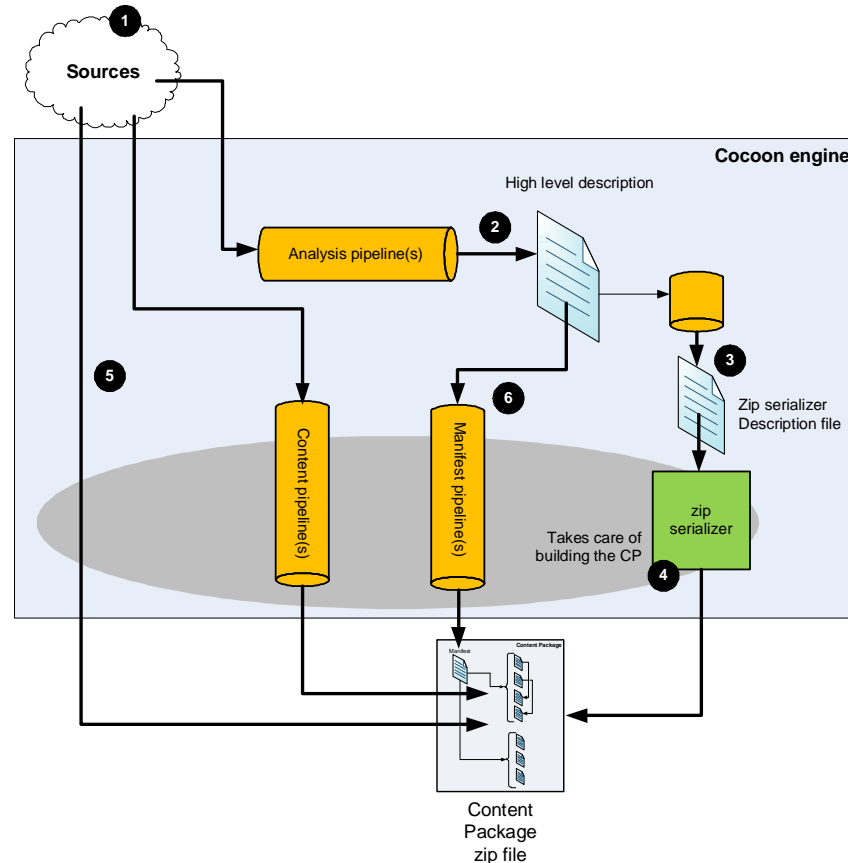 1
Sources
Cocoon engine
High level description
2
Analysis pipeline(s)
3
5
6
Zip serializer
Description file
Content pipeline(s)
Manifest pipeline(s)
zip
serializer
Takes care of
building the CP
4
Content Package
Manifest
Content
Package
zip file